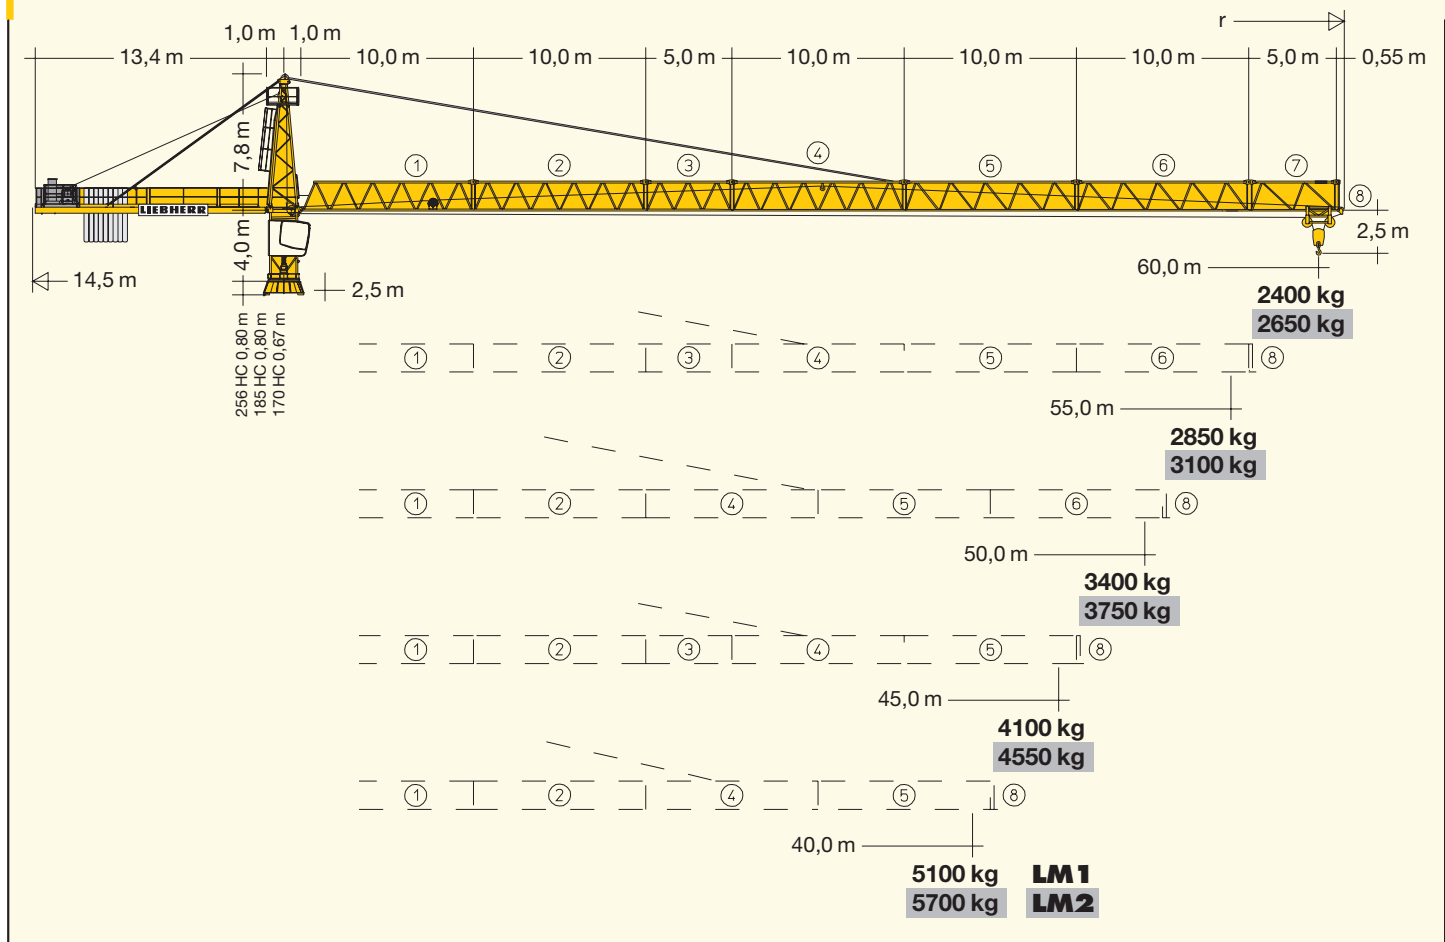 r
1,0 m 1,0 m
13,4 m 10,0 m 10,0 m 5,0 m 10,0 m 10,0 m 10,0 m 5,0 m 0,55 m
7,8 m
1 2 3 4 5 6 7 8
LIEBHERR
4,0 m
2,5 m
14,5 m
2,5 m
60,0 m
2400 kg
2650 kg
256 HC 0,80 m
185 HC 0,80 m
170 HC 0,67 m
1 2 3 4 5 6 8
55,0 m
2850 kg
3100 kg
1 2 4 5 6 8
50,0 m
3400 kg
3750 kg
1 2 3 4 5 8
45,0 m
4100 kg
4550 kg
1 2 4 5 8
40,0 m
5100 kg LM1
5700 kg LM2